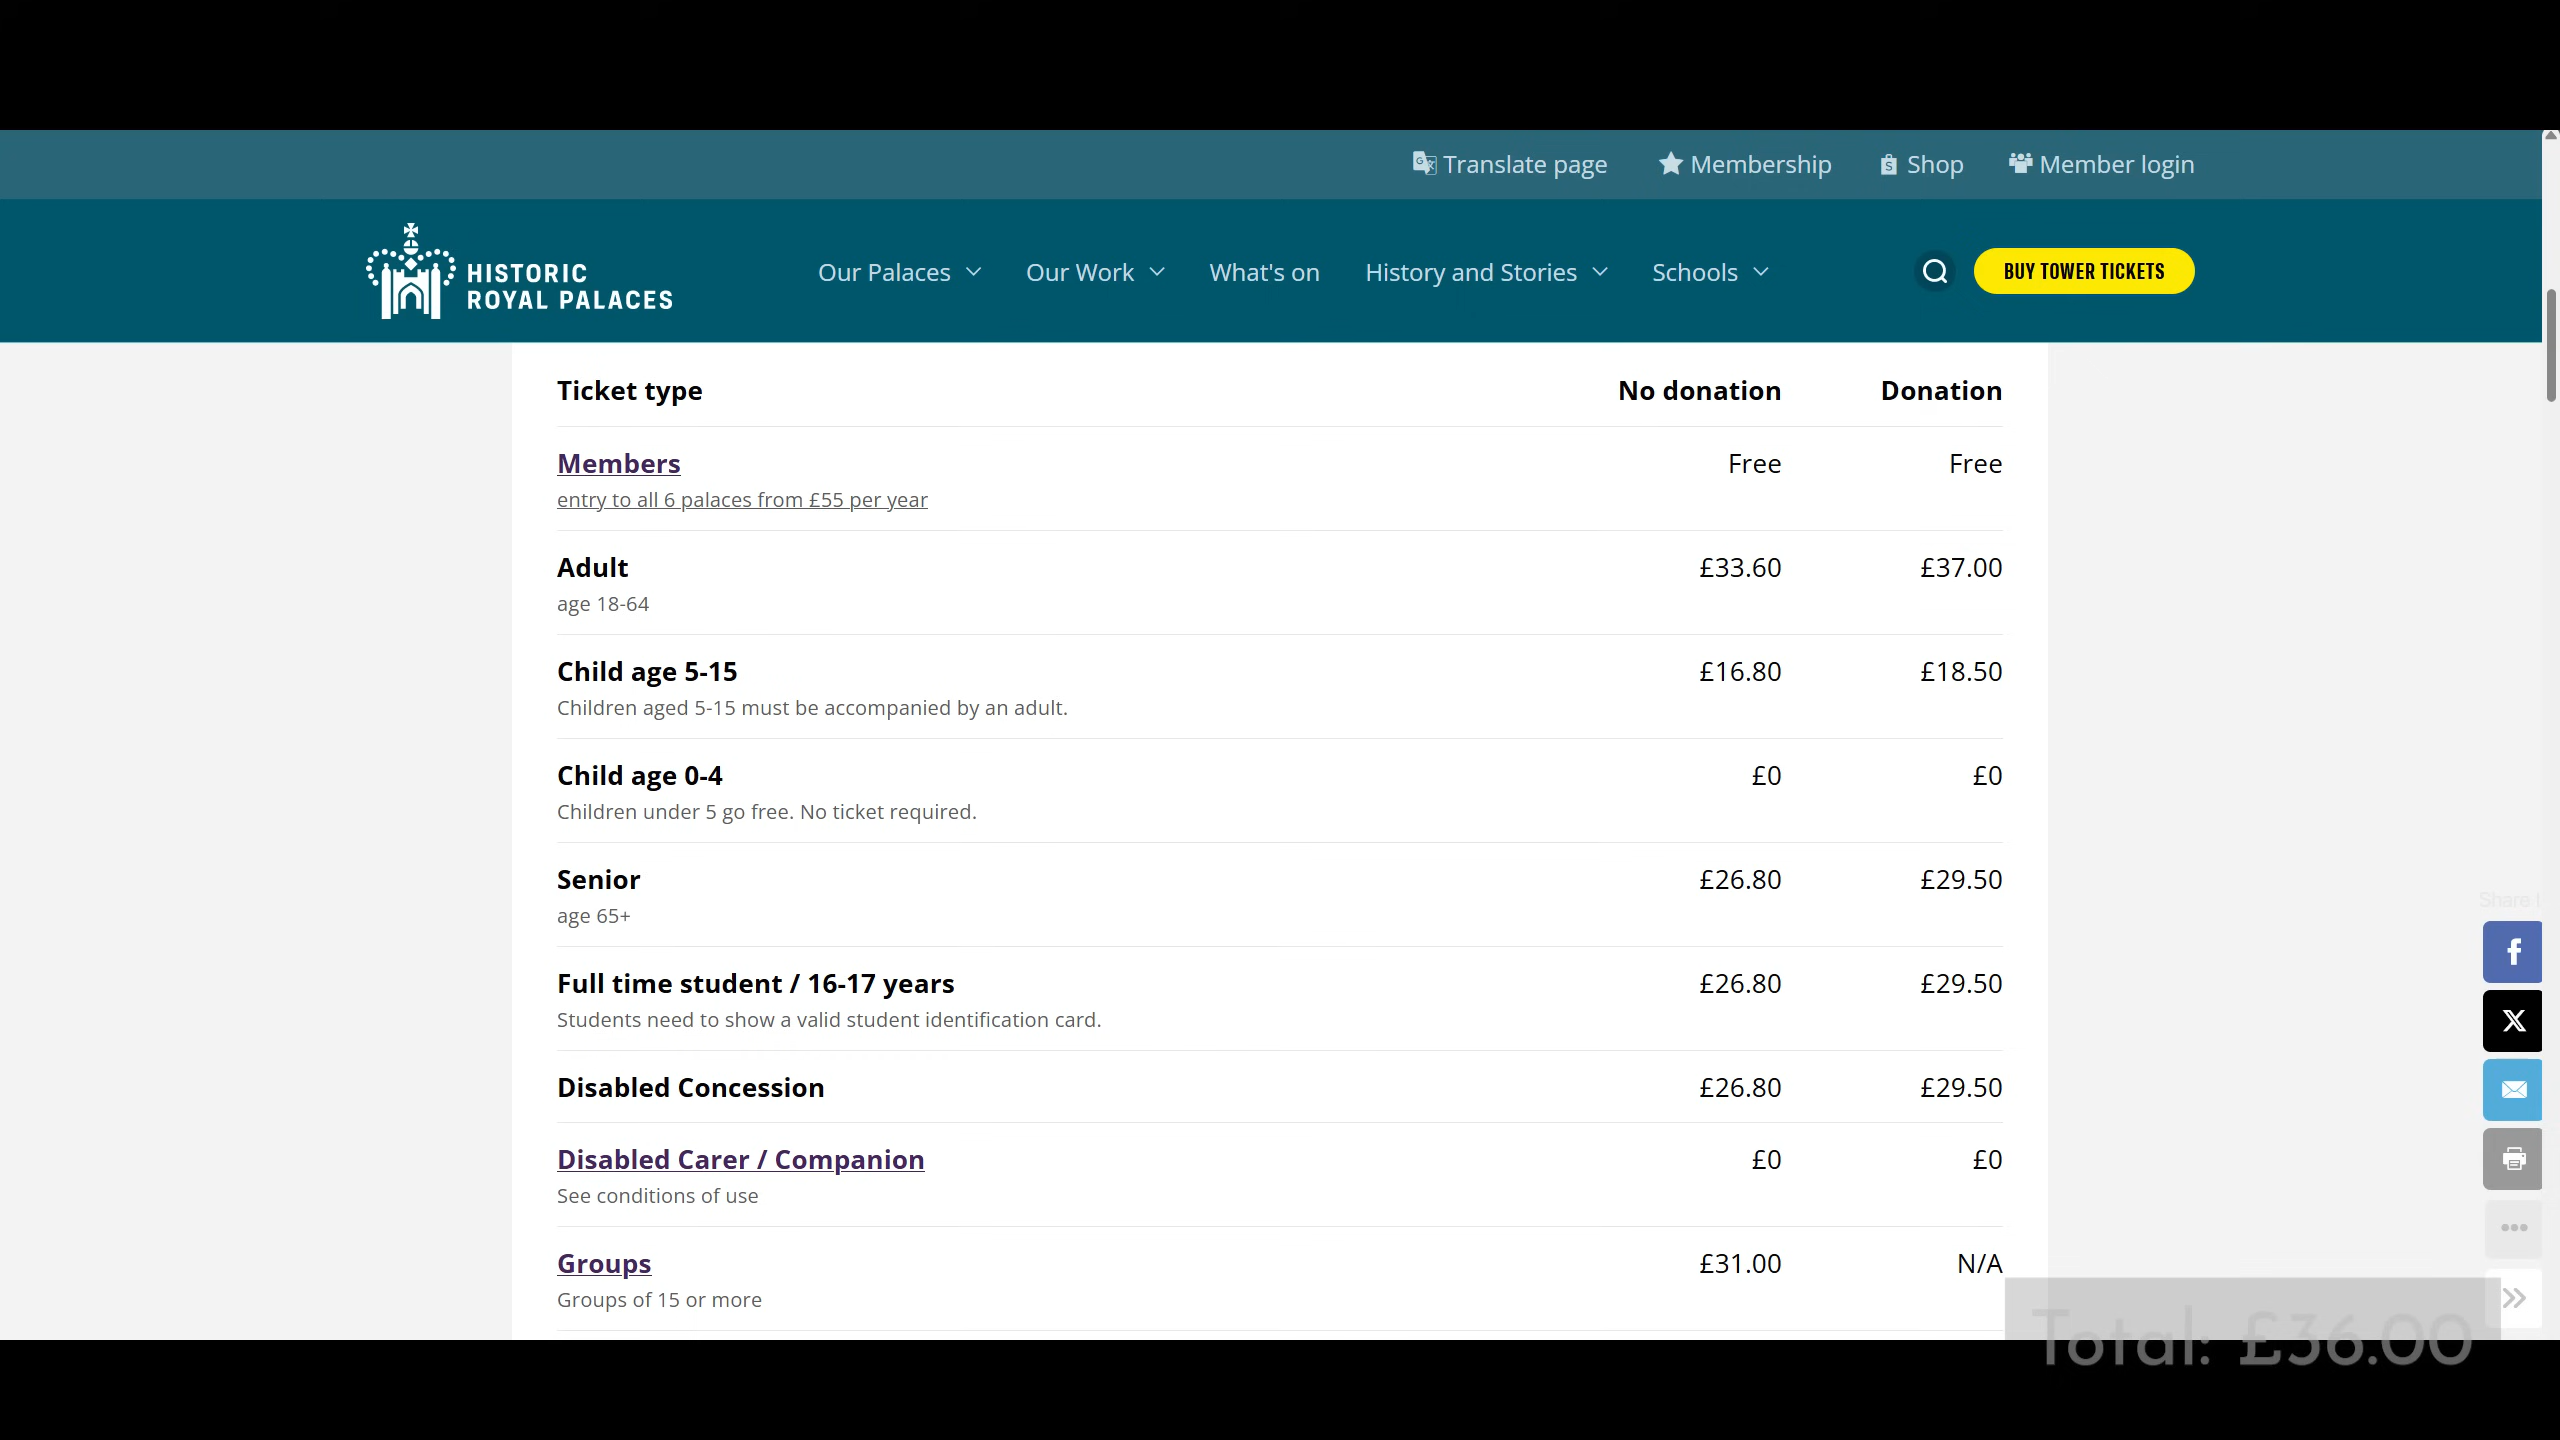 Translate page Membership Shop Member login
HISTORIC
ROYAL PALACES
Our Palaces Our Work What's on History and Stories Schools BUY TOWER TICKETS
Ticket type No donation Donation
Members Free Free
entry to all 6 palaces from £55 per year
Adult £33.60 £37.00
age 18-64
Child age 5-15 £16.80 £18.50
Children aged 5-15 must be accompanied by an adult.
Child age 0-4 £0 £0
Children under 5 go free. No ticket required.
Senior £26.80 £29.50
age 65+
Share
Full time student / 16-17 years £26.80 £29.50
Students need to show a valid student identification card.
Disabled Concession £26.80 £29.50
Disabled Carer / Companion £0 £0
See conditions of use
Groups £31.00 N/A
Groups of 15 or more
Total: £36.00